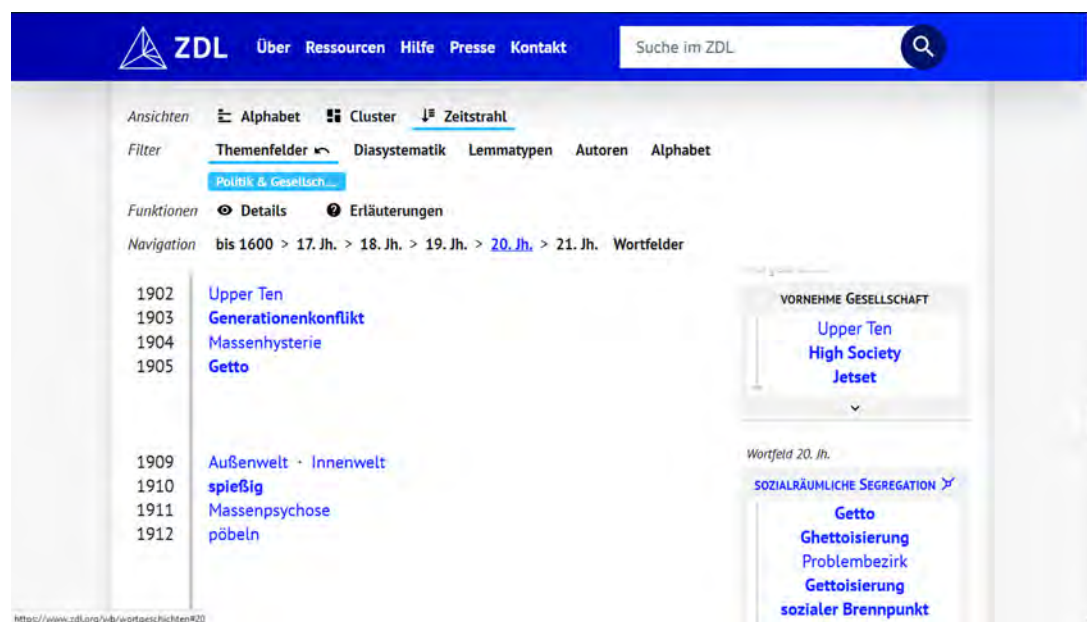 ZDL Über Ressourcen Hilfe Presse Kontakt Suche im ZDL
Ansichten Alphabet Cluster Zeitstrahl
Filter Themenfelder Diasystematik Lemmatypen Autoren Alphabet
Politik & Gesellsch...
Funktionen Details Erläuterungen
Navigation bis 1600 > 17. Jh. > 18. Jh. > 19. Jh. > 20. Jh. > 21. Jh. Wortfelder
1902 Upper Ten
1903 Generationenkonflikt
1904 Massenhysterie
1905 Getto
1909 Außenwelt · Innenwelt
1910 spießig
1911 Massenpsychose
1912 pöbeln
VORNEHME GESELLSCHAFT
Upper Ten
High Society
Jetset
Wortfeld 20. Jh.
SOZIALRÄUMLICHE SEGREGATION
Getto
Ghettoisierung
Problembezirk
Gettoisierung
sozialer Brennpunkt
https://www.zdl.org/wb/wortgeschichten#20